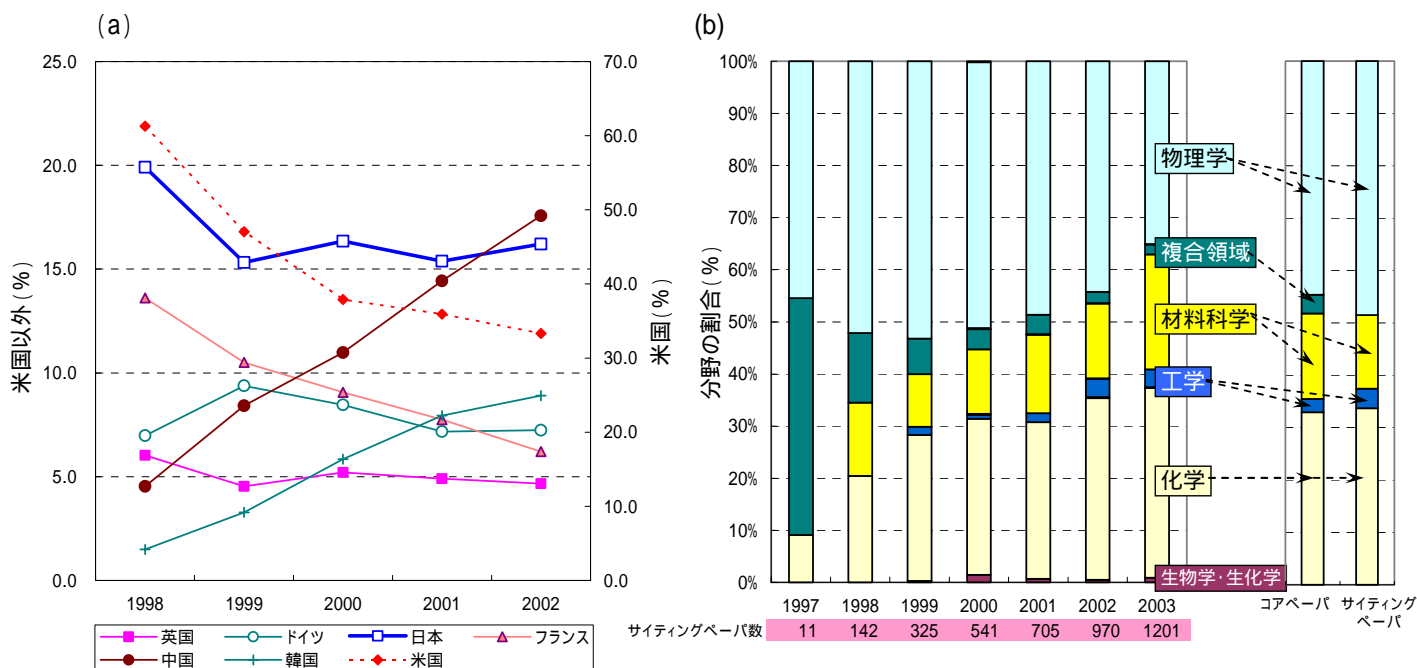 (a)
25.0
20.0
15.0
10.0
5.0
0.0
米国以外(%)
70.0
60.0
50.0
40.0
30.0
20.0
10.0
0.0
米国(%)
1998 1999 2000 2001 2002
英国 ドイツ 日本 フランス
中国 韓国 米国
(b)
100%
90%
80%
70%
60%
50%
40%
30%
20%
10%
0%
分野の割合(%)
物理学
複合領域
材料科学
工学
化学
生物学・生化学
1997 1998 1999 2000 2001 2002 2003
コアペーパ サイティング
ペーパ
サイティングペーパ数 11 142 325 541 705 970 1201